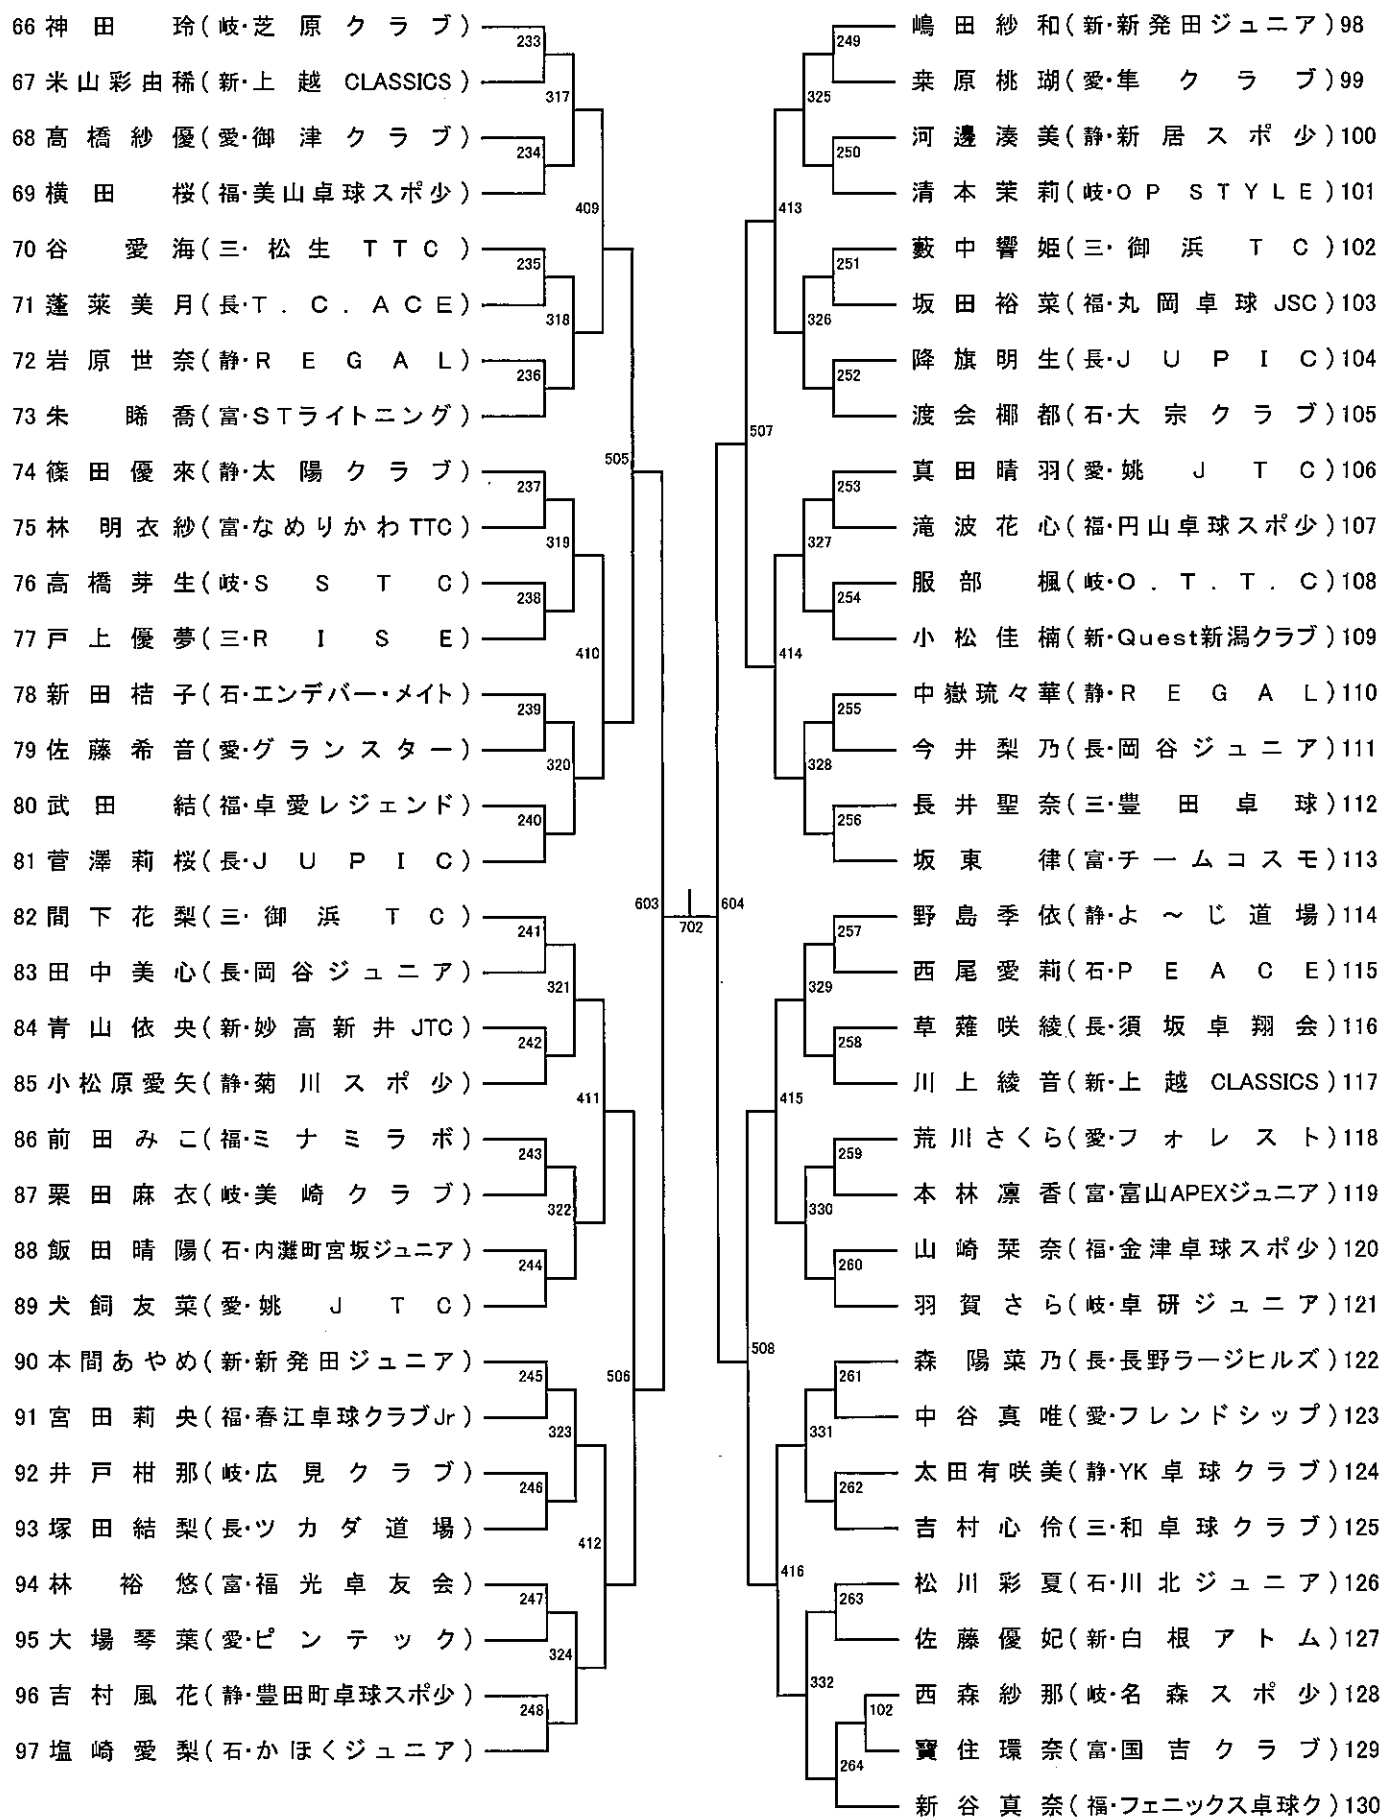 66 神田 玲(岐・芝原クラブ)
67 米山彩由稀(新・上越 CLASSICS)
68 髙橋紗優(愛・御津クラブ)
69 横田 桜(福・美山卓球スポ少)
70 谷 愛海(三・松生TTC)
71 蓬莱美月(長・T.C.ACE)
72 岩原世奈(静・REGAL)
73 朱 睎喬(富・STライトニング)
74 篠田優來(静・太陽クラブ)
75 林 明衣紗(富・なめりかわTTC)
76 高橋芽生(岐・SSTC)
77 戸上優夢(三・RISE)
78 新田桔子(石・エンデバー・メイト)
79 佐藤希音(愛・グランスター)
80 武田 結(福・卓愛レジェンド)
81 菅澤莉桜(長・JUPIC)
82 間下花梨(三・御浜TC)
83 田中美心(長・岡谷ジュニア)
84 青山依央(新・妙高新井JTC)
85 小松原愛矢(静・菊川スポ少)
86 前田みこ(福・ミナミラボ)
87 栗田麻衣(岐・美崎クラブ)
88 飯田晴陽(石・内灘町宮坂ジュニア)
89 犬飼友菜(愛・姚JTC)
90 本間あやめ(新・新発田ジュニア)
91 宮田莉央(福・春江卓球クラブJr)
92 井戸柑那(岐・広見クラブ)
93 塚田結梨(長・ツカダ道場)
94 林 裕悠(富・福光卓友会)
95 大場琴葉(愛・ピンテック)
96 吉村風花(静・豊田町卓球スポ少)
97 塩崎愛梨(石・かほくジュニア)
233
234
235
236
237
238
239
240
241
242
243
244
245
246
247
248
317
318
319
320
321
322
323
324
409
410
411
412
505
506
603
702
604
507
508
413
414
415
416
325
326
327
328
329
330
331
332
249
250
251
252
253
254
255
256
257
258
259
260
261
262
263
102
264
嶋田紗和(新・新発田ジュニア)98
来原桃瑚(愛・隼クラブ)99
河邊湊美(静・新居スポ少)100
清本茉莉(岐・OP STYLE)101
藪中響姫(三・御浜TC)102
坂田裕菜(福・丸岡卓球JSC)103
降旗明生(長・JUPIC)104
渡会椰都(石・大宗クラブ)105
真田晴羽(愛・姚JTC)106
滝波花心(福・円山卓球スポ少)107
服部 楓(岐・O.T.T.C)108
小松佳楠(新・Quest新潟クラブ)109
中嶽琉々華(静・REGAL)110
今井梨乃(長・岡谷ジュニア)111
長井聖奈(三・豊田卓球)112
坂東 律(富・チームコスモ)113
野島季依(静・よ~じ道場)114
西尾愛莉(石・PEACE)115
草薙咲綾(長・須坂卓翔会)116
川上綾音(新・上越 CLASSICS)117
荒川さくら(愛・フォレスト)118
本林凛香(富・富山APEXジュニア)119
山崎栞奈(福・金津卓球スポ少)120
羽賀さら(岐・卓研ジュニア)121
森 陽菜乃(長・長野ラージヒルズ)122
中谷真唯(愛・フレンドシップ)123
太田有咲美(静・YK卓球クラブ)124
吉村心伶(三・和卓球クラブ)125
松川彩夏(石・川北ジュニア)126
佐藤優妃(新・白根アトム)127
西森紗那(岐・名森スポ少)128
寳住環奈(富・国吉クラブ)129
新谷真奈(福・フェニックス卓球ク)130